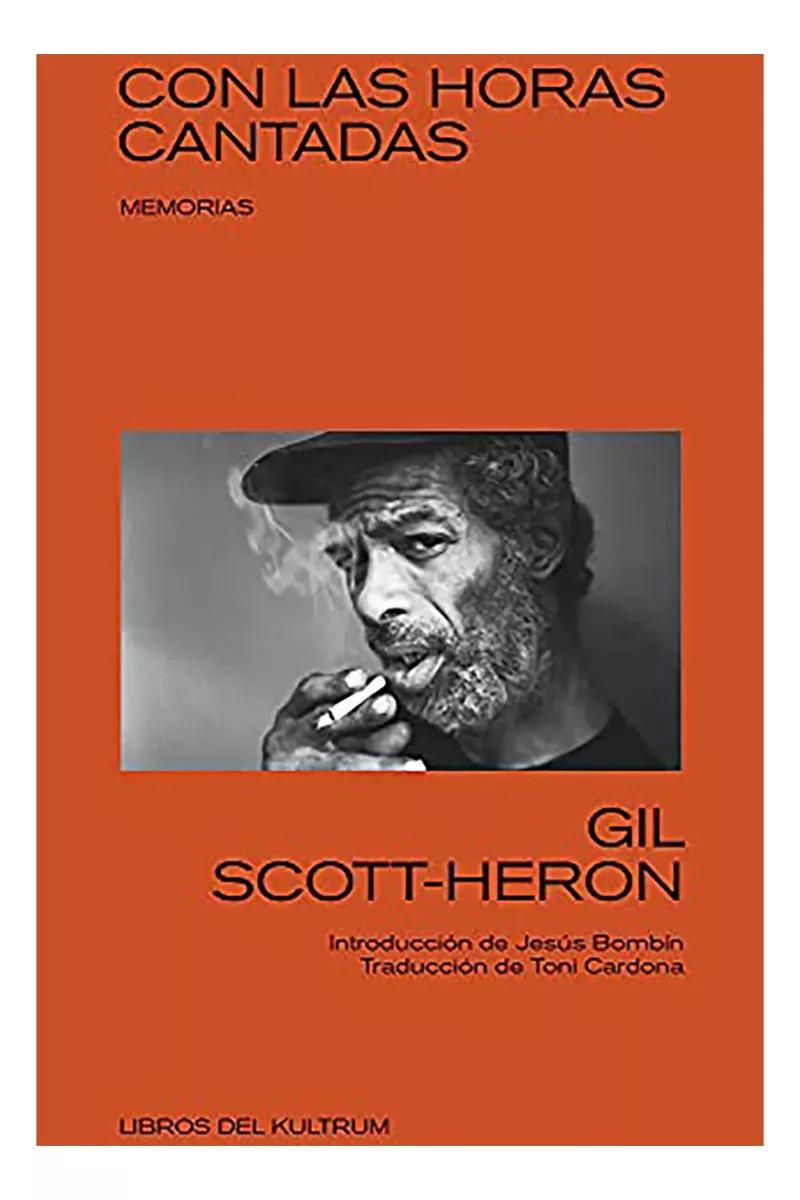 CON LAS HORAS
CANTADAS
MEMORIAS
GIL
SCOTT-HERON
Introducción de Jesús Bombín
Traducción de Toni Cardona
LIBROS DEL KULTRUM